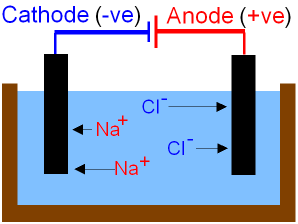 Cathode (-ve) Anode (+ve)
Cl-
Na+
Cl-
Na+